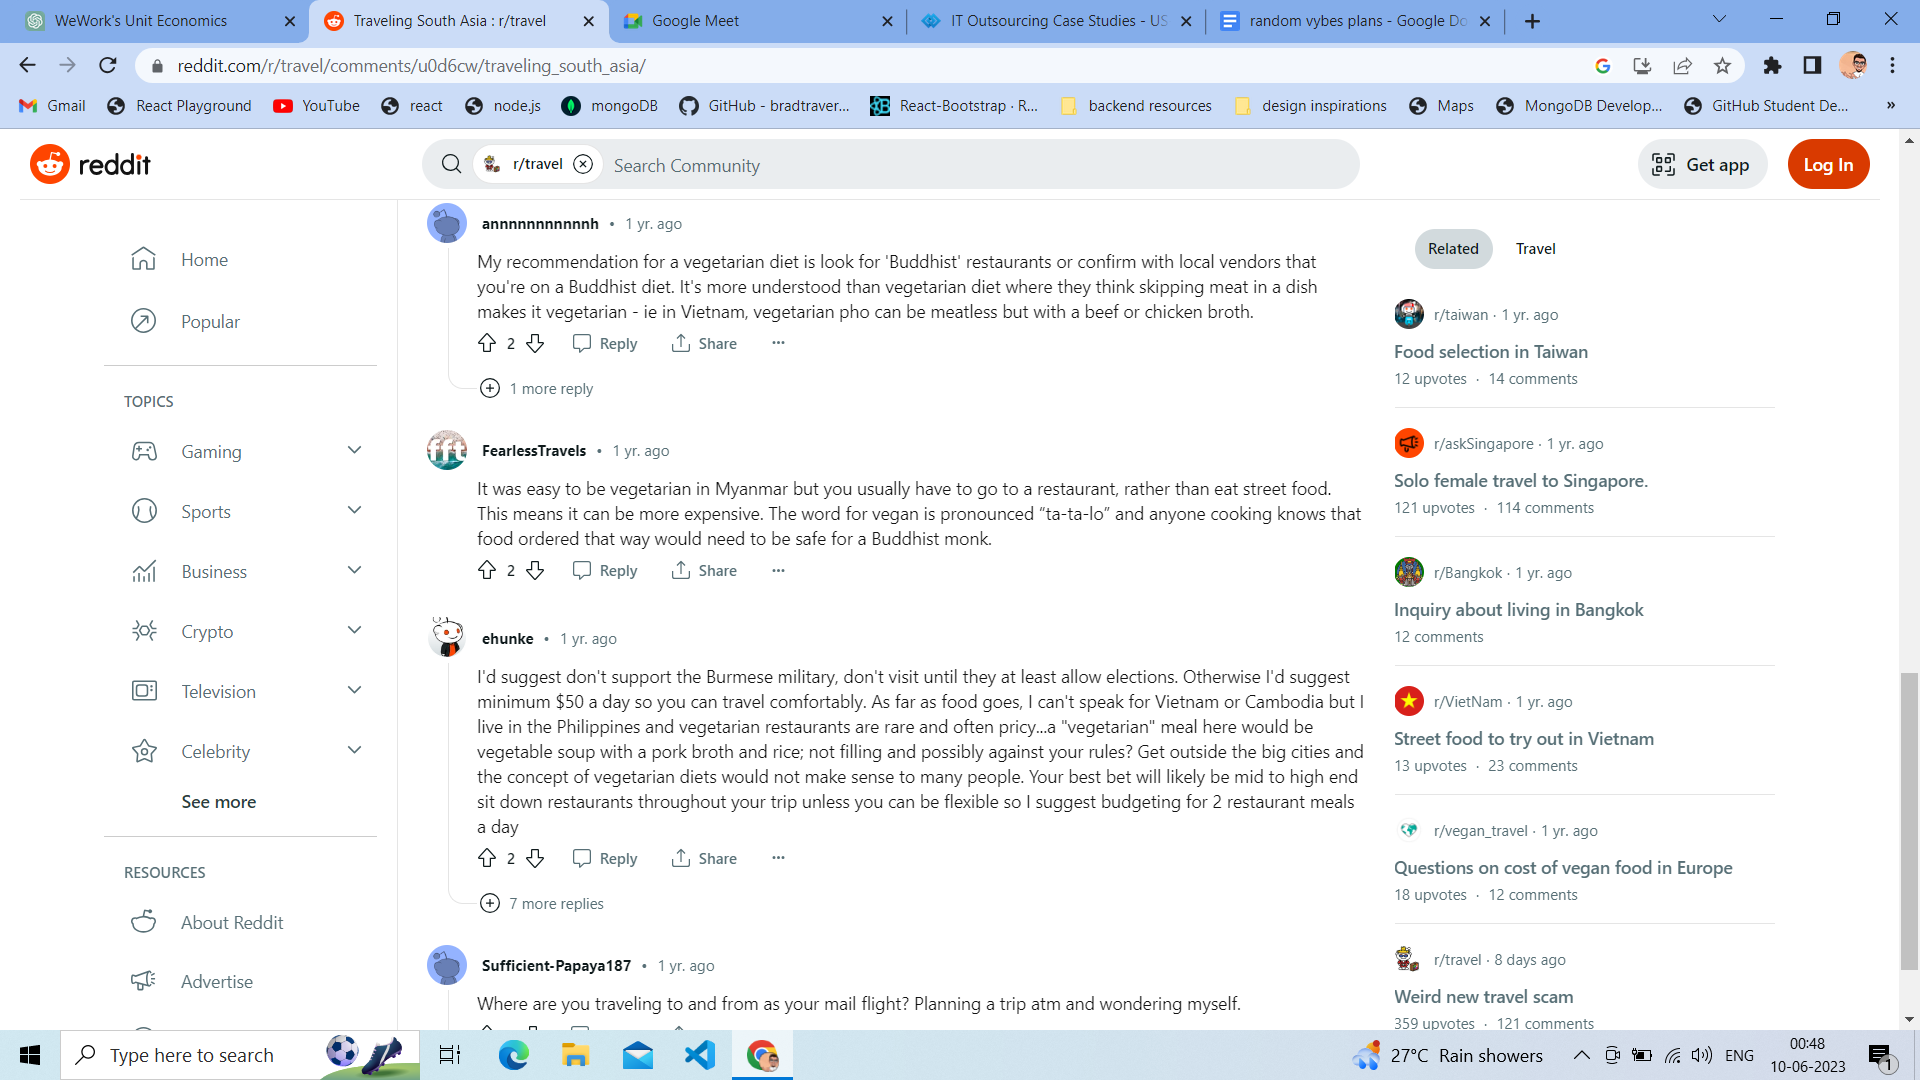 WeWork's Unit Economics
Traveling South Asia : r/travel
Google Meet
IT Outsourcing Case Studies - US
random vybes plans - Google Do
reddit.com/r/travel/comments/u0d6cw/traveling_south_asia/
Gmail
React Playground
YouTube
react
node.js
mongoDB
GitHub - bradtraver...
React-Bootstrap · R...
backend resources
design inspirations
Maps
MongoDB Develop...
GitHub Student De...
»
reddit
r/travel
Search Community
Get app
Log In
Home
Popular
TOPICS
Gaming
Sports
Business
Crypto
Television
Celebrity
See more
RESOURCES
About Reddit
Advertise
annnnnnnnnnnh • 1 yr. ago
My recommendation for a vegetarian diet is look for 'Buddhist' restaurants or confirm with local vendors that
you're on a Buddhist diet. It's more understood than vegetarian diet where they think skipping meat in a dish
makes it vegetarian - ie in Vietnam, vegetarian pho can be meatless but with a beef or chicken broth.
2 Reply Share ...
1 more reply
fft
FearlessTravels • 1 yr. ago
It was easy to be vegetarian in Myanmar but you usually have to go to a restaurant, rather than eat street food.
This means it can be more expensive. The word for vegan is pronounced “ta-ta-lo” and anyone cooking knows that
food ordered that way would need to be safe for a Buddhist monk.
2 Reply Share ...
ehunke • 1 yr. ago
I'd suggest don't support the Burmese military, don't visit until they at least allow elections. Otherwise I'd suggest
minimum $50 a day so you can travel comfortably. As far as food goes, I can't speak for Vietnam or Cambodia but I
live in the Philippines and vegetarian restaurants are rare and often pricy...a "vegetarian" meal here would be
vegetable soup with a pork broth and rice; not filling and possibly against your rules? Get outside the big cities and
the concept of vegetarian diets would not make sense to many people. Your best bet will likely be mid to high end
sit down restaurants throughout your trip unless you can be flexible so I suggest budgeting for 2 restaurant meals
a day
2 Reply Share ...
7 more replies
Sufficient-Papaya187 • 1 yr. ago
Where are you traveling to and from as your mail flight? Planning a trip atm and wondering myself.
Related
Travel
r/taiwan · 1 yr. ago
Food selection in Taiwan
12 upvotes · 14 comments
r/askSingapore · 1 yr. ago
Solo female travel to Singapore.
121 upvotes · 114 comments
r/Bangkok · 1 yr. ago
Inquiry about living in Bangkok
12 comments
r/VietNam · 1 yr. ago
Street food to try out in Vietnam
13 upvotes · 23 comments
r/vegan_travel · 1 yr. ago
Questions on cost of vegan food in Europe
18 upvotes · 12 comments
r/travel · 8 days ago
Weird new travel scam
359 upvotes · 121 comments
Type here to search
27°C Rain showers
ENG
00:48
10-06-2023
1